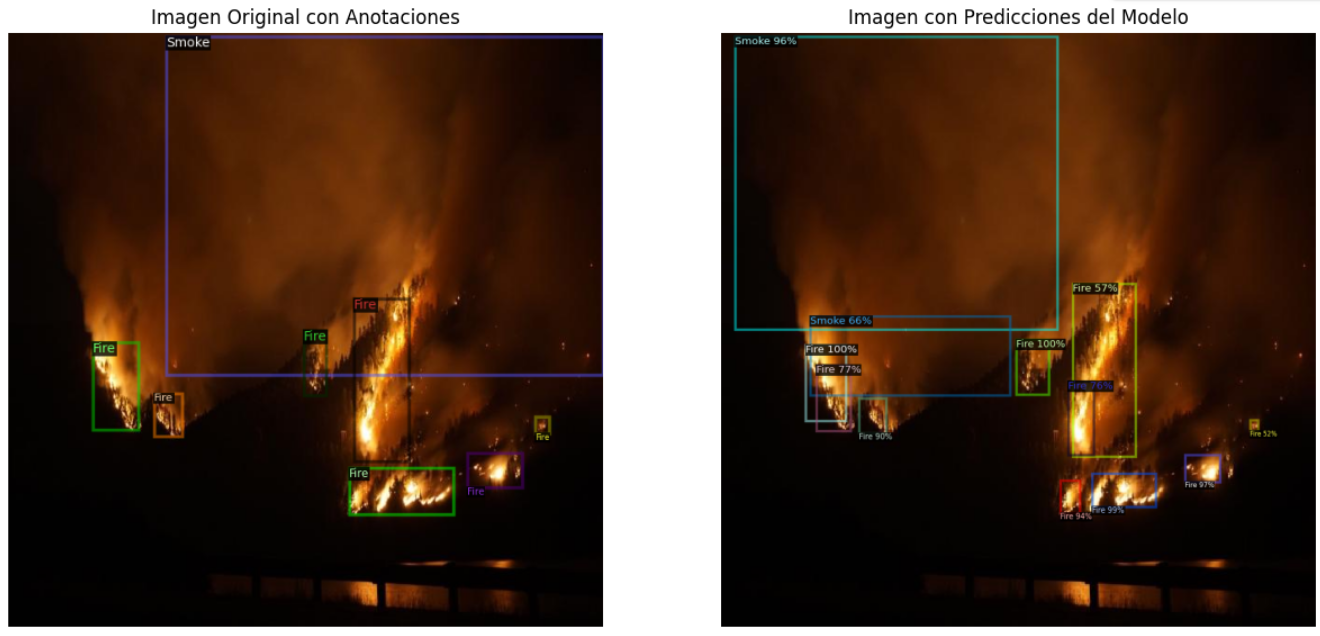 Imagen Original con Anotaciones
Smoke
Fire
Fire
Fire
Fire
Fire
Fire
Fire
Imagen con Predicciones del Modelo
Smoke 96%
Fire 57%
Smoke 66%
Fire 100%
Fire 100%
Fire 77%
Fire 76%
Fire 90%
Fire 52%
Fire 97%
Fire 99%
Fire 94%